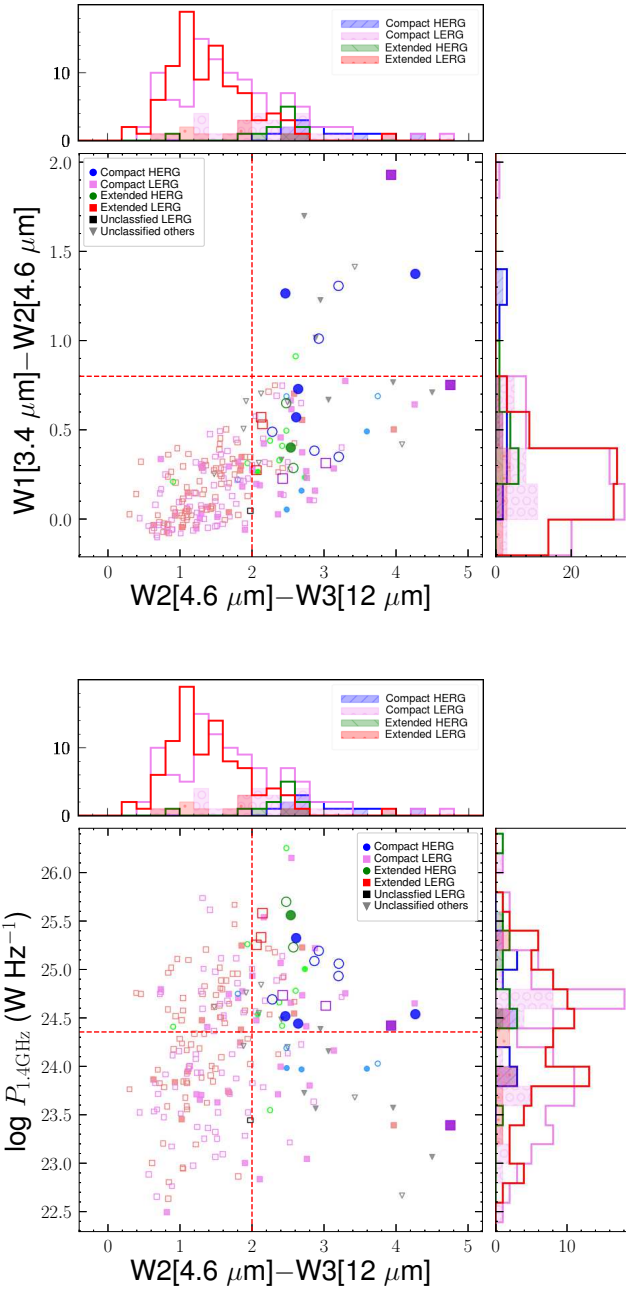 Compact HERG
Compact LERG
Extended HERG
Extended LERG
10
0
Compact HERG
Compact LERG
Extended HERG
Extended LERG
Unclassfied LERG
Unclassified others
2.0
1.5
1.0
0.5
0.0
W1[3.4 μm]−W2[4.6 μm]
0 1 2 3 4 5
0 20
W2[4.6 μm]−W3[12 μm]
Compact HERG
Compact LERG
Extended HERG
Extended LERG
10
0
Compact HERG
Compact LERG
Extended HERG
Extended LERG
Unclassfied LERG
Unclassified others
26.0
25.5
25.0
24.5
24.0
23.5
23.0
22.5
log P1.4GHz (W Hz−1)
0 1 2 3 4 5
0 10
W2[4.6 μm]−W3[12 μm]